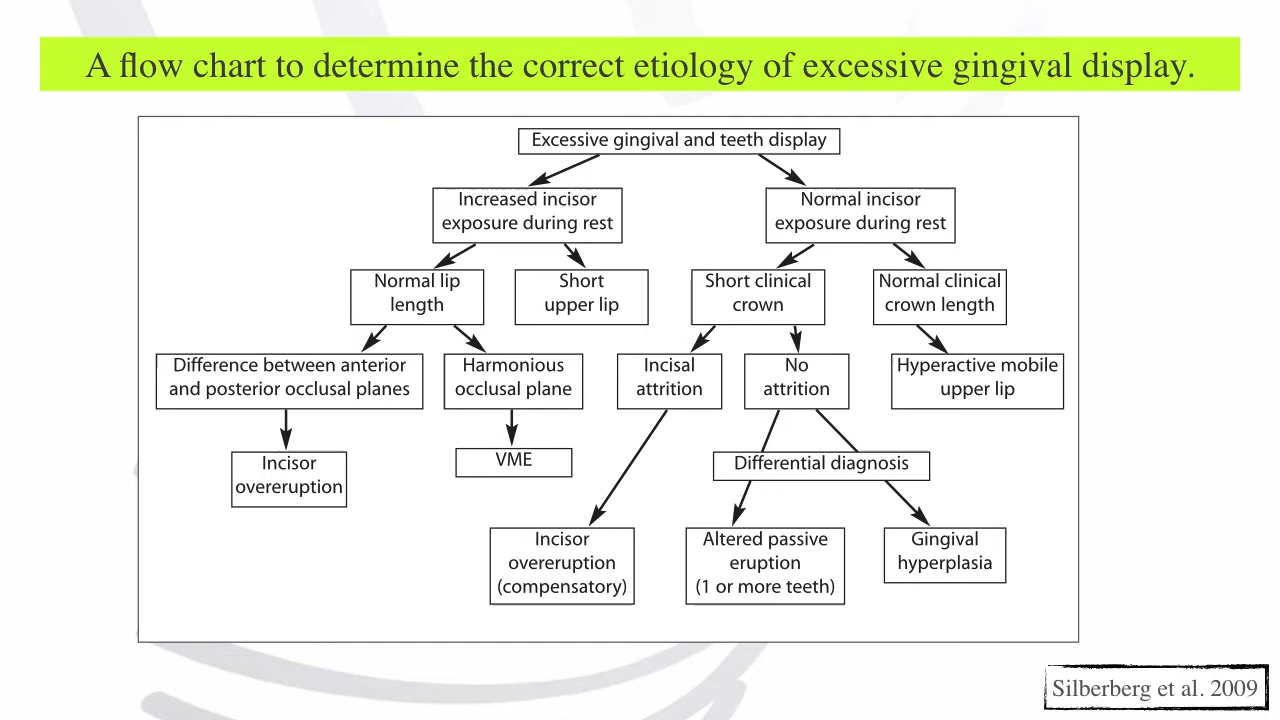 A flow chart to determine the correct etiology of excessive gingival display.
Excessive gingival and teeth display
Increased incisor
exposure during rest
Normal incisor
exposure during rest
Normal lip
length
Short
upper lip
Short clinical
crown
Normal clinical
crown length
Difference between anterior
and posterior occlusal planes
Harmonious
occlusal plane
Incisal
attrition
No
attrition
Hyperactive mobile
upper lip
Incisor
overeruption
VME
Differential diagnosis
Incisor
overeruption
(compensatory)
Altered passive
eruption
(1 or more teeth)
Gingival
hyperplasia
Silberberg et al. 2009